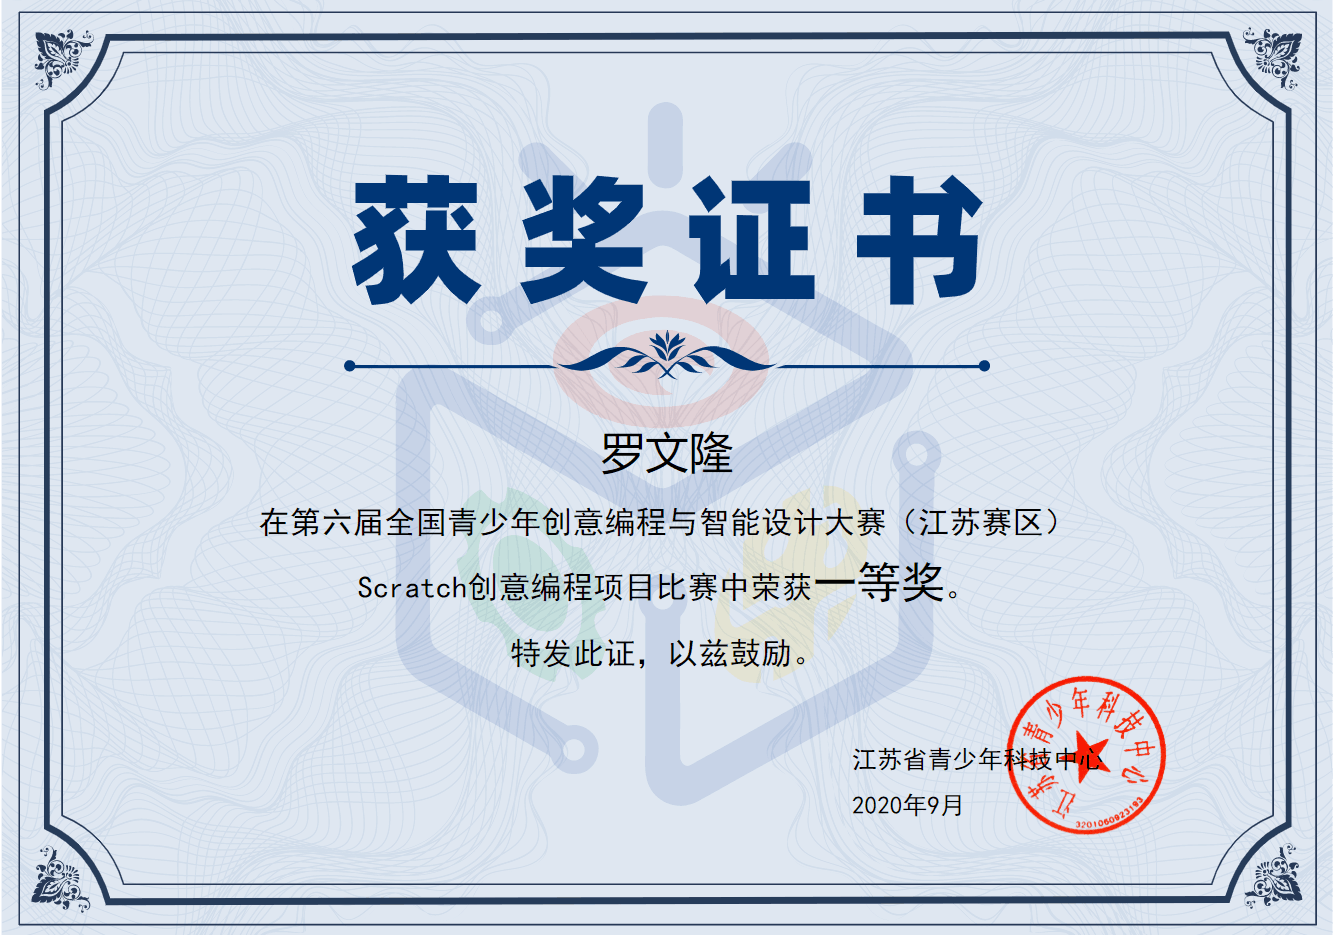 获奖证书
罗文隆
在第六届全国青少年创意编程与智能设计大赛（江苏赛区）
Scratch创意编程项目比赛中荣获一等奖。
特发此证，以兹鼓励。
江苏省青少年科技中心
2020年9月
江苏省青少年科技中心
3201060923193